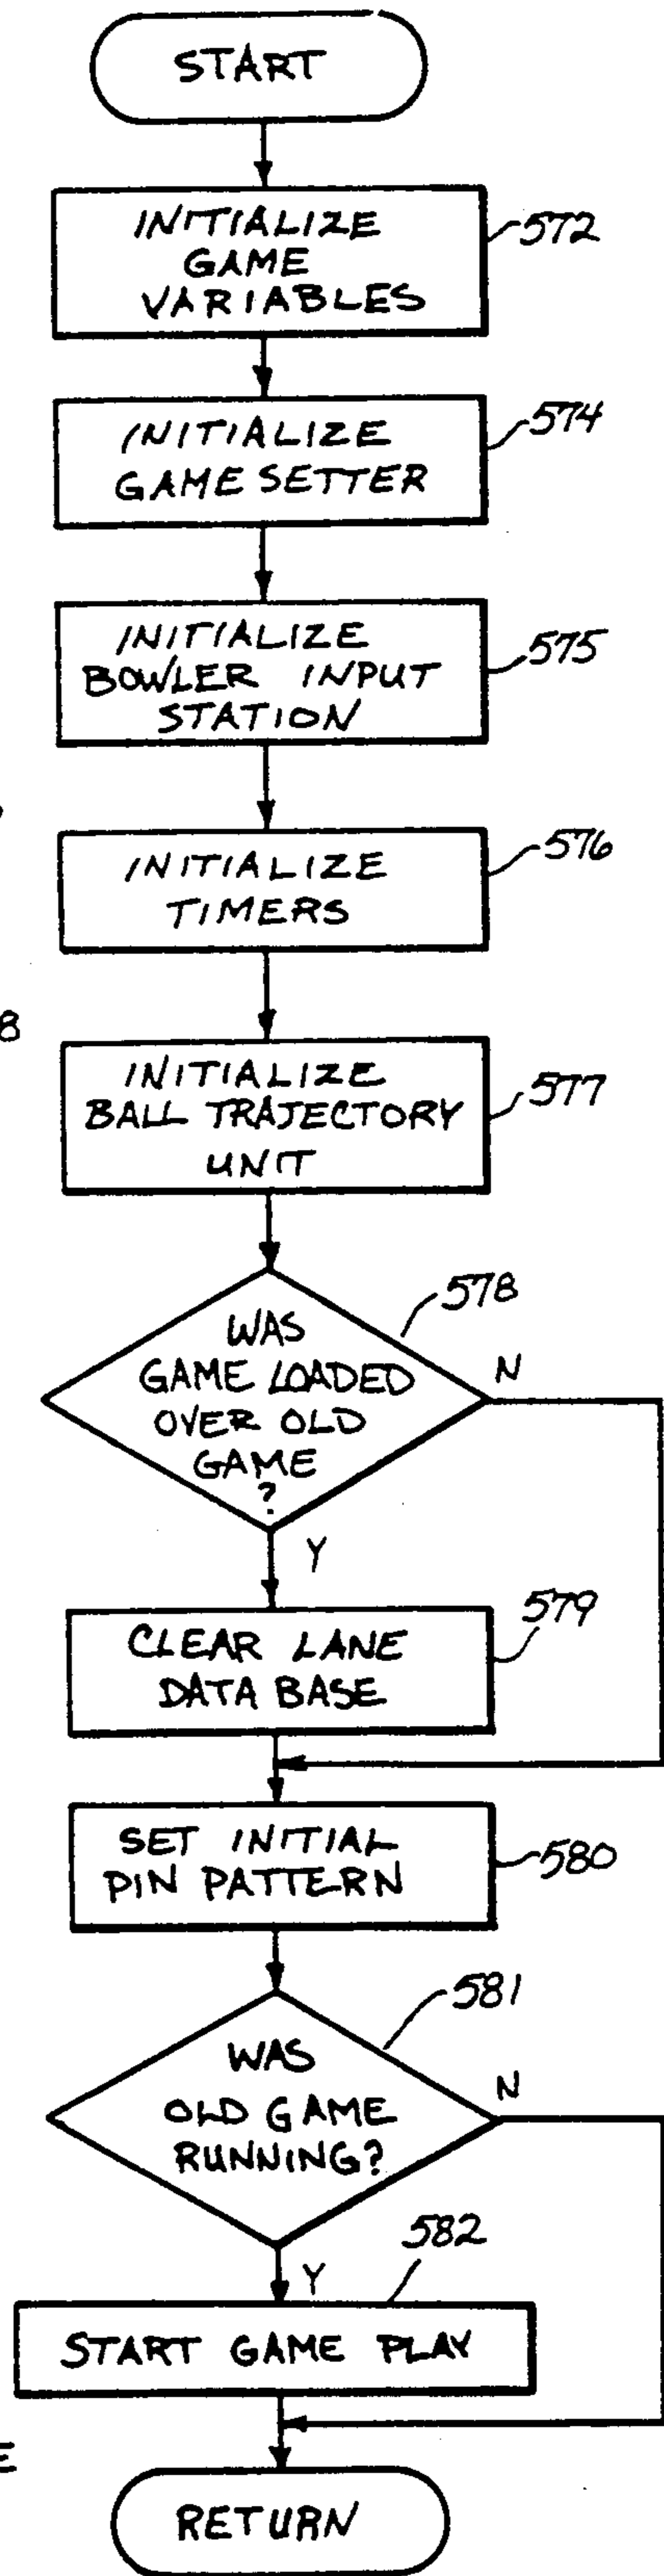 START
INITIALIZE
GAME
VARIABLES
572
INITIALIZE
GAME SETTER
574
INITIALIZE
BOWLER INPUT
STATION
575
INITIALIZE
TIMERS
576
8
INITIALIZE
BALL TRAJECTORY
UNIT
577
578
WAS
GAME LOADED
OVER OLD
GAME
?
N
Y
CLEAR LANE
DATA BASE
579
SET INITIAL
PIN PATTERN
580
581
WAS
OLD GAME
RUNNING?
N
Y
582
START GAME PLAY
E
RETURN